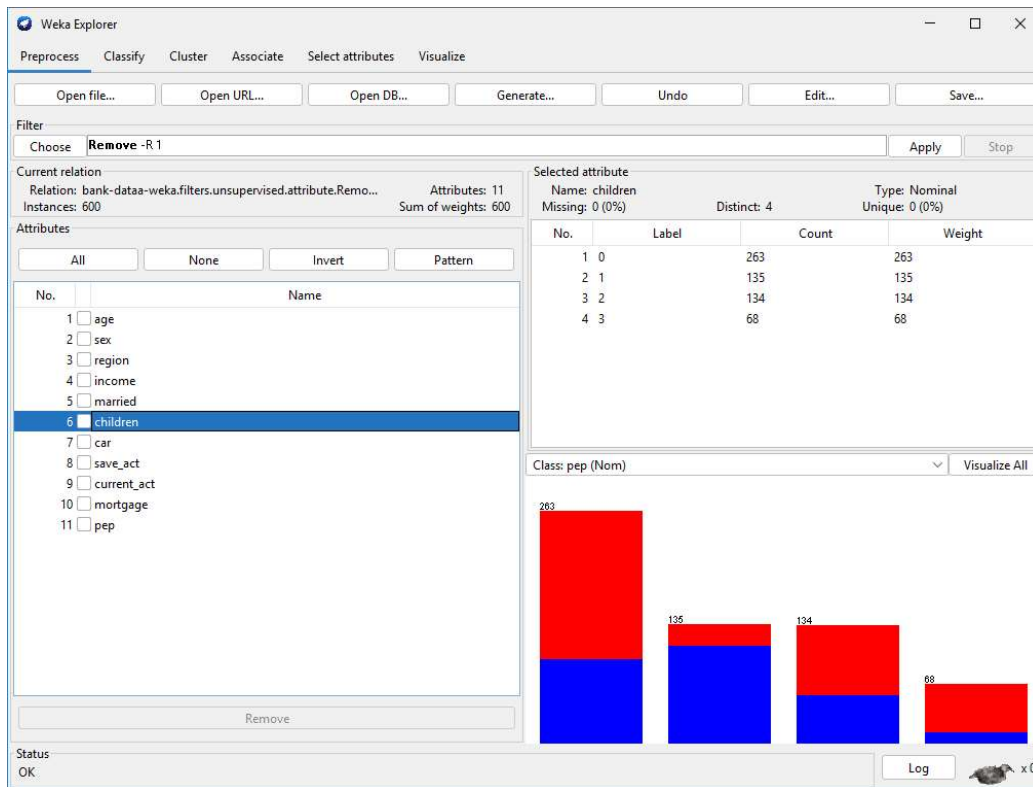 Weka Explorer
Preprocess Classify Cluster Associate Select attributes Visualize
Open file... Open URL... Open DB... Generate... Undo Edit... Save...
Filter
Choose Remove -R 1 Apply Stop
Current relation
Relation: bank-dataa-weka.filters.unsupervised.attribute.Remo... Attributes: 11
Instances: 600 Sum of weights: 600
Attributes
All None Invert Pattern
No. Name
1 age
2 sex
3 region
4 income
5 married
6 children
7 car
8 save_act
9 current_act
10 mortgage
11 pep
Remove
Selected attribute
Name: children Type: Nominal
Missing: 0 (0%) Distinct: 4 Unique: 0 (0%)
No. Label Count Weight
1 0 263 263
2 1 135 135
3 2 134 134
4 3 68 68
Class: pep (Nom) Visualize All
263
135
134
68
Status
OK
Log x 0